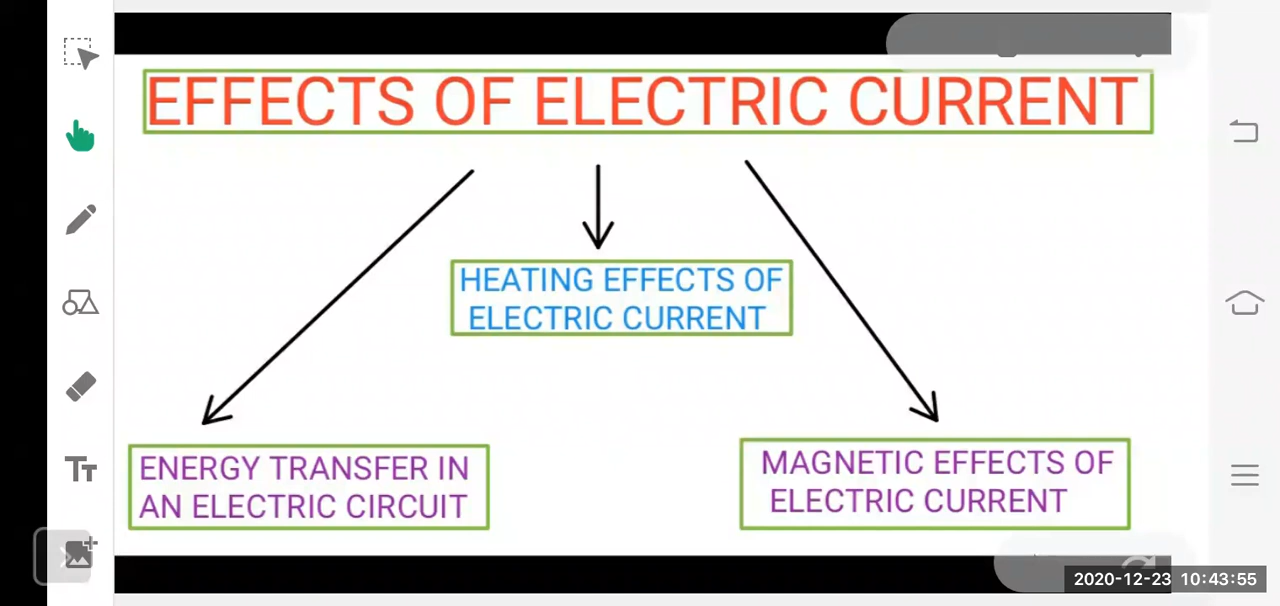 EFFECTS OF ELECTRIC CURRENT
HEATING EFFECTS OF
ELECTRIC CURRENT
ENERGY TRANSFER IN
AN ELECTRIC CIRCUIT
MAGNETIC EFFECTS OF
ELECTRIC CURRENT
TT
2020-12-23 10:43:55